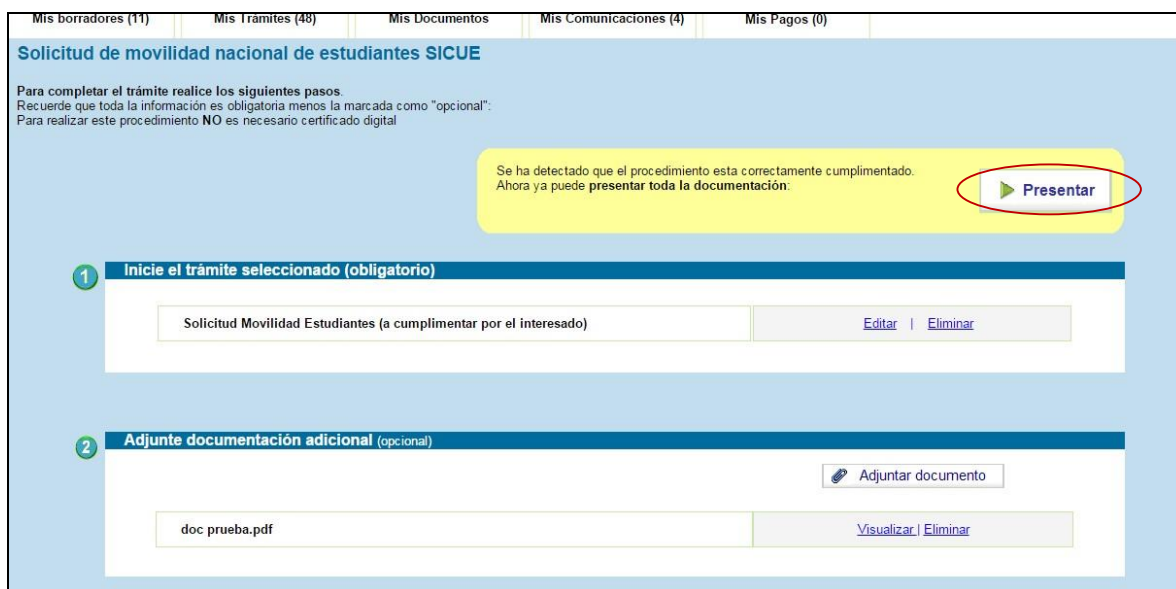 Mis borradores (11) Mis Trámites (48) Mis Documentos Mis Comunicaciones (4) Mis Pagos (0)
Solicitud de movilidad nacional de estudiantes SICUE
Para completar el trámite realice los siguientes pasos.
Recuerde que toda la información es obligatoria menos la marcada como "opcional":
Para realizar este procedimiento NO es necesario certificado digital
Se ha detectado que el procedimiento esta correctamente cumplimentado.
Ahora ya puede presentar toda la documentación:
Presentar
1 Inicie el trámite seleccionado (obligatorio)
Solicitud Movilidad Estudiantes (a cumplimentar por el interesado) Editar | Eliminar
2 Adjunte documentación adicional (opcional)
Adjuntar documento
doc prueba.pdf Visualizar | Eliminar